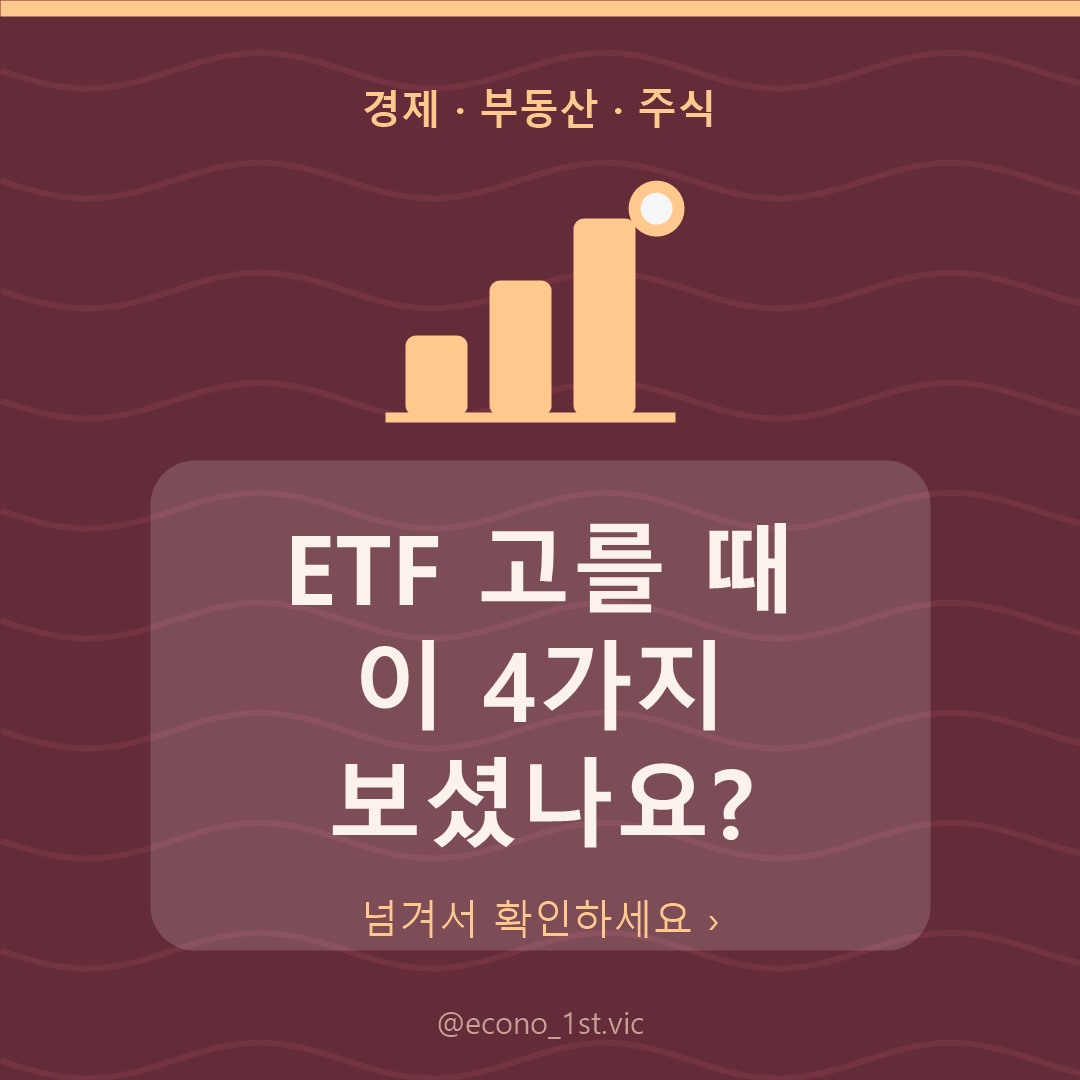 경제 · 부동산 · 주식
ETF 고를 때
이 4가지
보셨나요?
넘겨서 확인하세요 ›
@econo_1st.vic